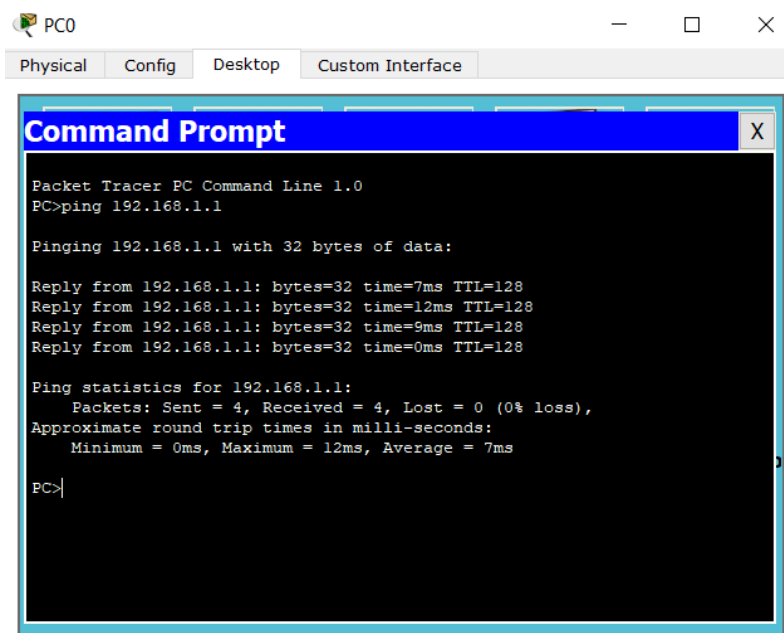 PC0
Physical Config Desktop Custom Interface
Command Prompt X
Packet Tracer PC Command Line 1.0
PC>ping 192.168.1.1
Pinging 192.168.1.1 with 32 bytes of data:
Reply from 192.168.1.1: bytes=32 time=7ms TTL=128
Reply from 192.168.1.1: bytes=32 time=12ms TTL=128
Reply from 192.168.1.1: bytes=32 time=9ms TTL=128
Reply from 192.168.1.1: bytes=32 time=0ms TTL=128
Ping statistics for 192.168.1.1:
Packets: Sent = 4, Received = 4, Lost = 0 (0% loss),
Approximate round trip times in milli-seconds:
Minimum = 0ms, Maximum = 12ms, Average = 7ms
PC>